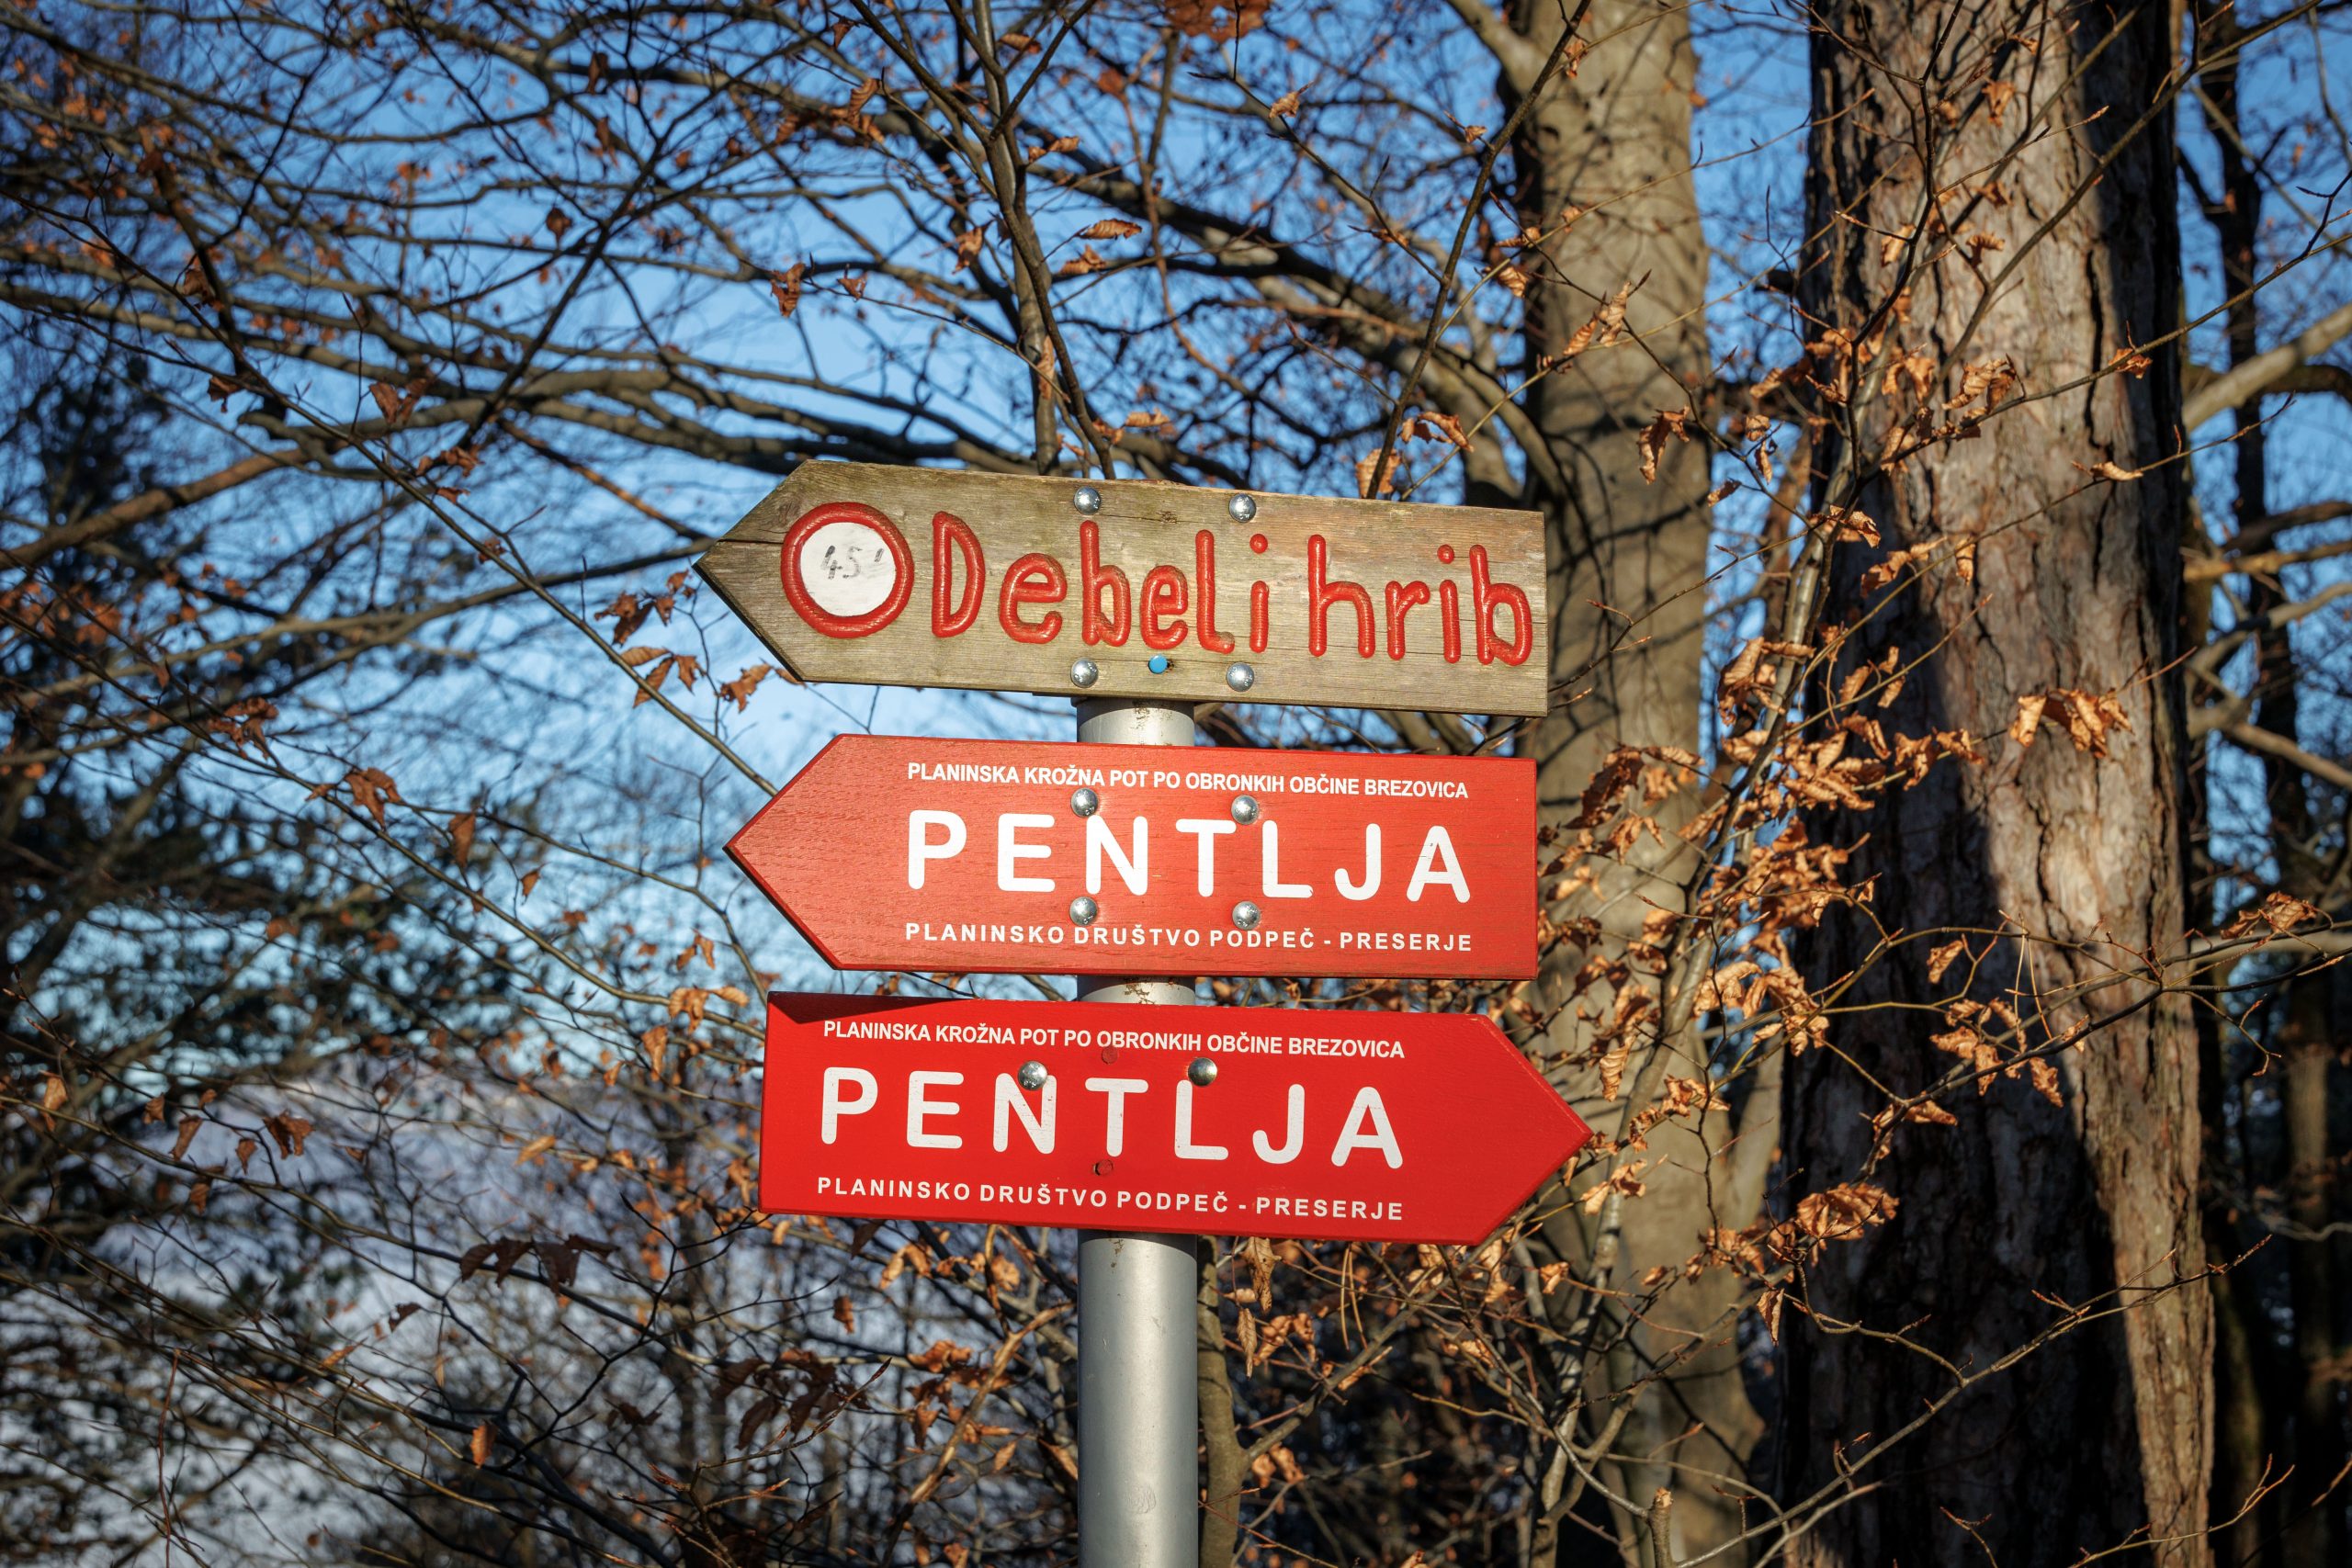 45' Debeli hrib
PLANINSKA KROŽNA POT PO OBRONKIH OBČINE BREZOVICA
PENTLJA
PLANINSKO DRUŠTVO PODPEČ - PRESERJE
PLANINSKA KROŽNA POT PO OBRONKIH OBČINE BREZOVICA
PENTLJA
PLANINSKO DRUŠTVO PODPEČ - PRESERJE